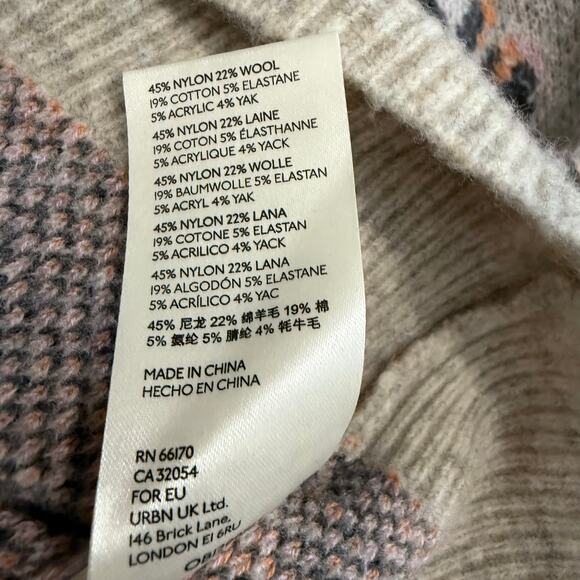 45% NYLON 22% WOOL
19% COTTON 5% ELASTANE
5% ACRYLIC 4% YAK
45% NYLON 22% LAINE
19% COTON 5% ÉLASTHANNE
5% ACRYLIQUE 4% YACK
45% NYLON 22% WOLLE
19% BAUMWOLLE 5% ELASTAN
5% ACRYL 4% YAK
45% NYLON 22% LANA
19% COTONE 5% ELASTAN
5% ACRILICO 4% YACK
45% NYLON 22% LANA
19% ALGODÓN 5% ELASTANE
5% ACRÍLICO 4% YAC
45% 尼龙 22% 绵羊毛 19% 棉
5% 氨纶 5% 腈纶 4% 牦牛毛
MADE IN CHINA
HECHO EN CHINA
RN 66170
CA 32054
FOR EU
URBN UK Ltd.
146 Brick Lane,
LONDON E1 6RU